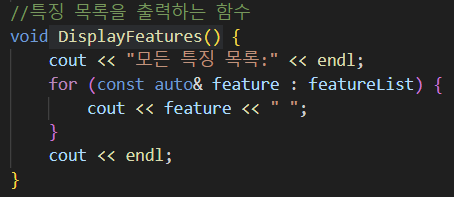 //특징 목록을 출력하는 함수
void DisplayFeatures() {
    cout << "모든 특징 목록:" << endl;
    for (const auto& feature : featureList) {
        cout << feature << " ";
    }
    cout << endl;
}